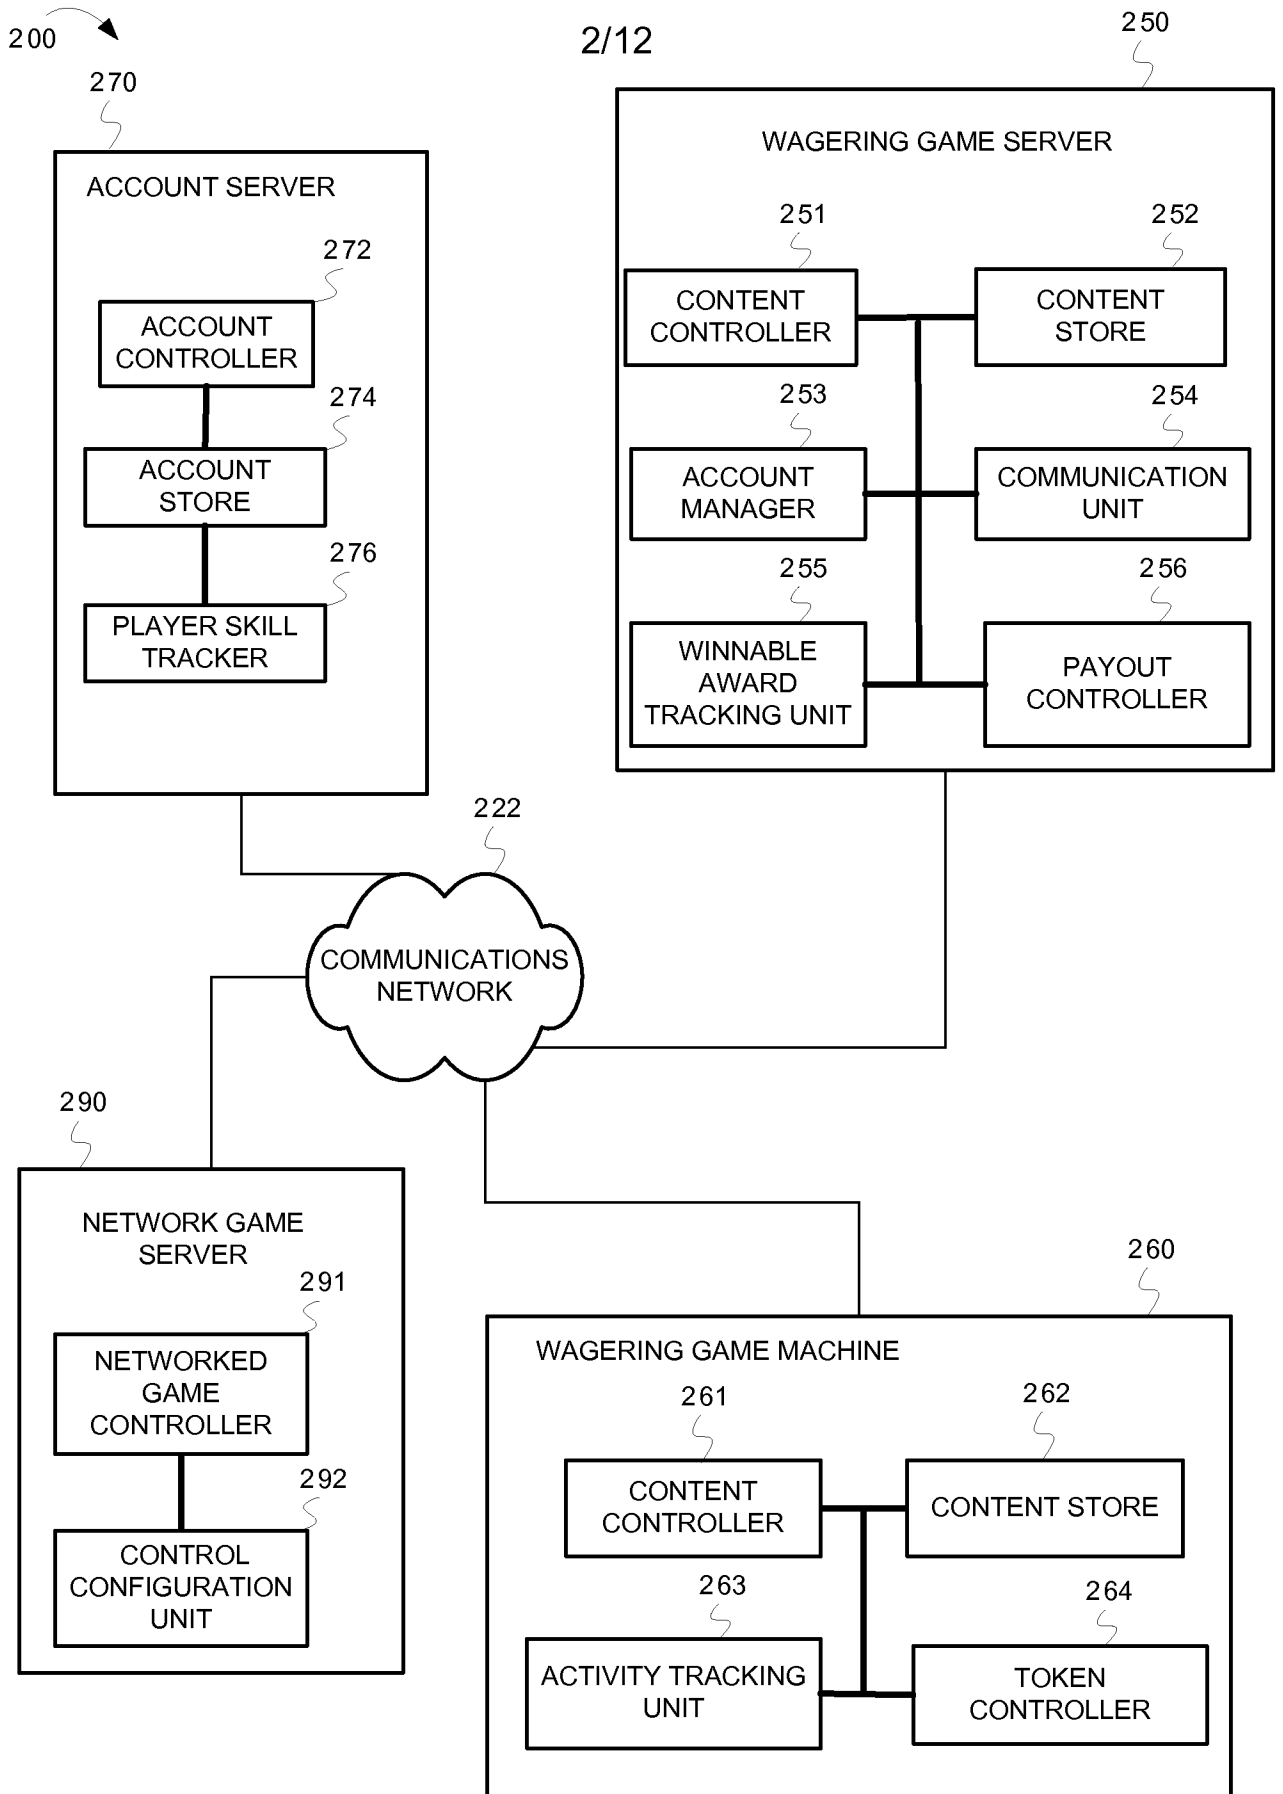 200
2/12
250
270
WAGERING GAME SERVER
ACCOUNT SERVER
251
252
272
CONTENT
CONTROLLER
CONTENT
STORE
ACCOUNT
CONTROLLER
253
254
274
ACCOUNT
MANAGER
COMMUNICATION
UNIT
ACCOUNT
STORE
255
256
276
WINNABLE
AWARD
TRACKING UNIT
PAYOUT
CONTROLLER
PLAYER SKILL
TRACKER
222
COMMUNICATIONS
NETWORK
290
NETWORK GAME
SERVER
291
NETWORKED
GAME
CONTROLLER
292
CONTROL
CONFIGURATION
UNIT
260
WAGERING GAME MACHINE
261
262
CONTENT
CONTROLLER
CONTENT STORE
263
264
ACTIVITY TRACKING
UNIT
TOKEN
CONTROLLER